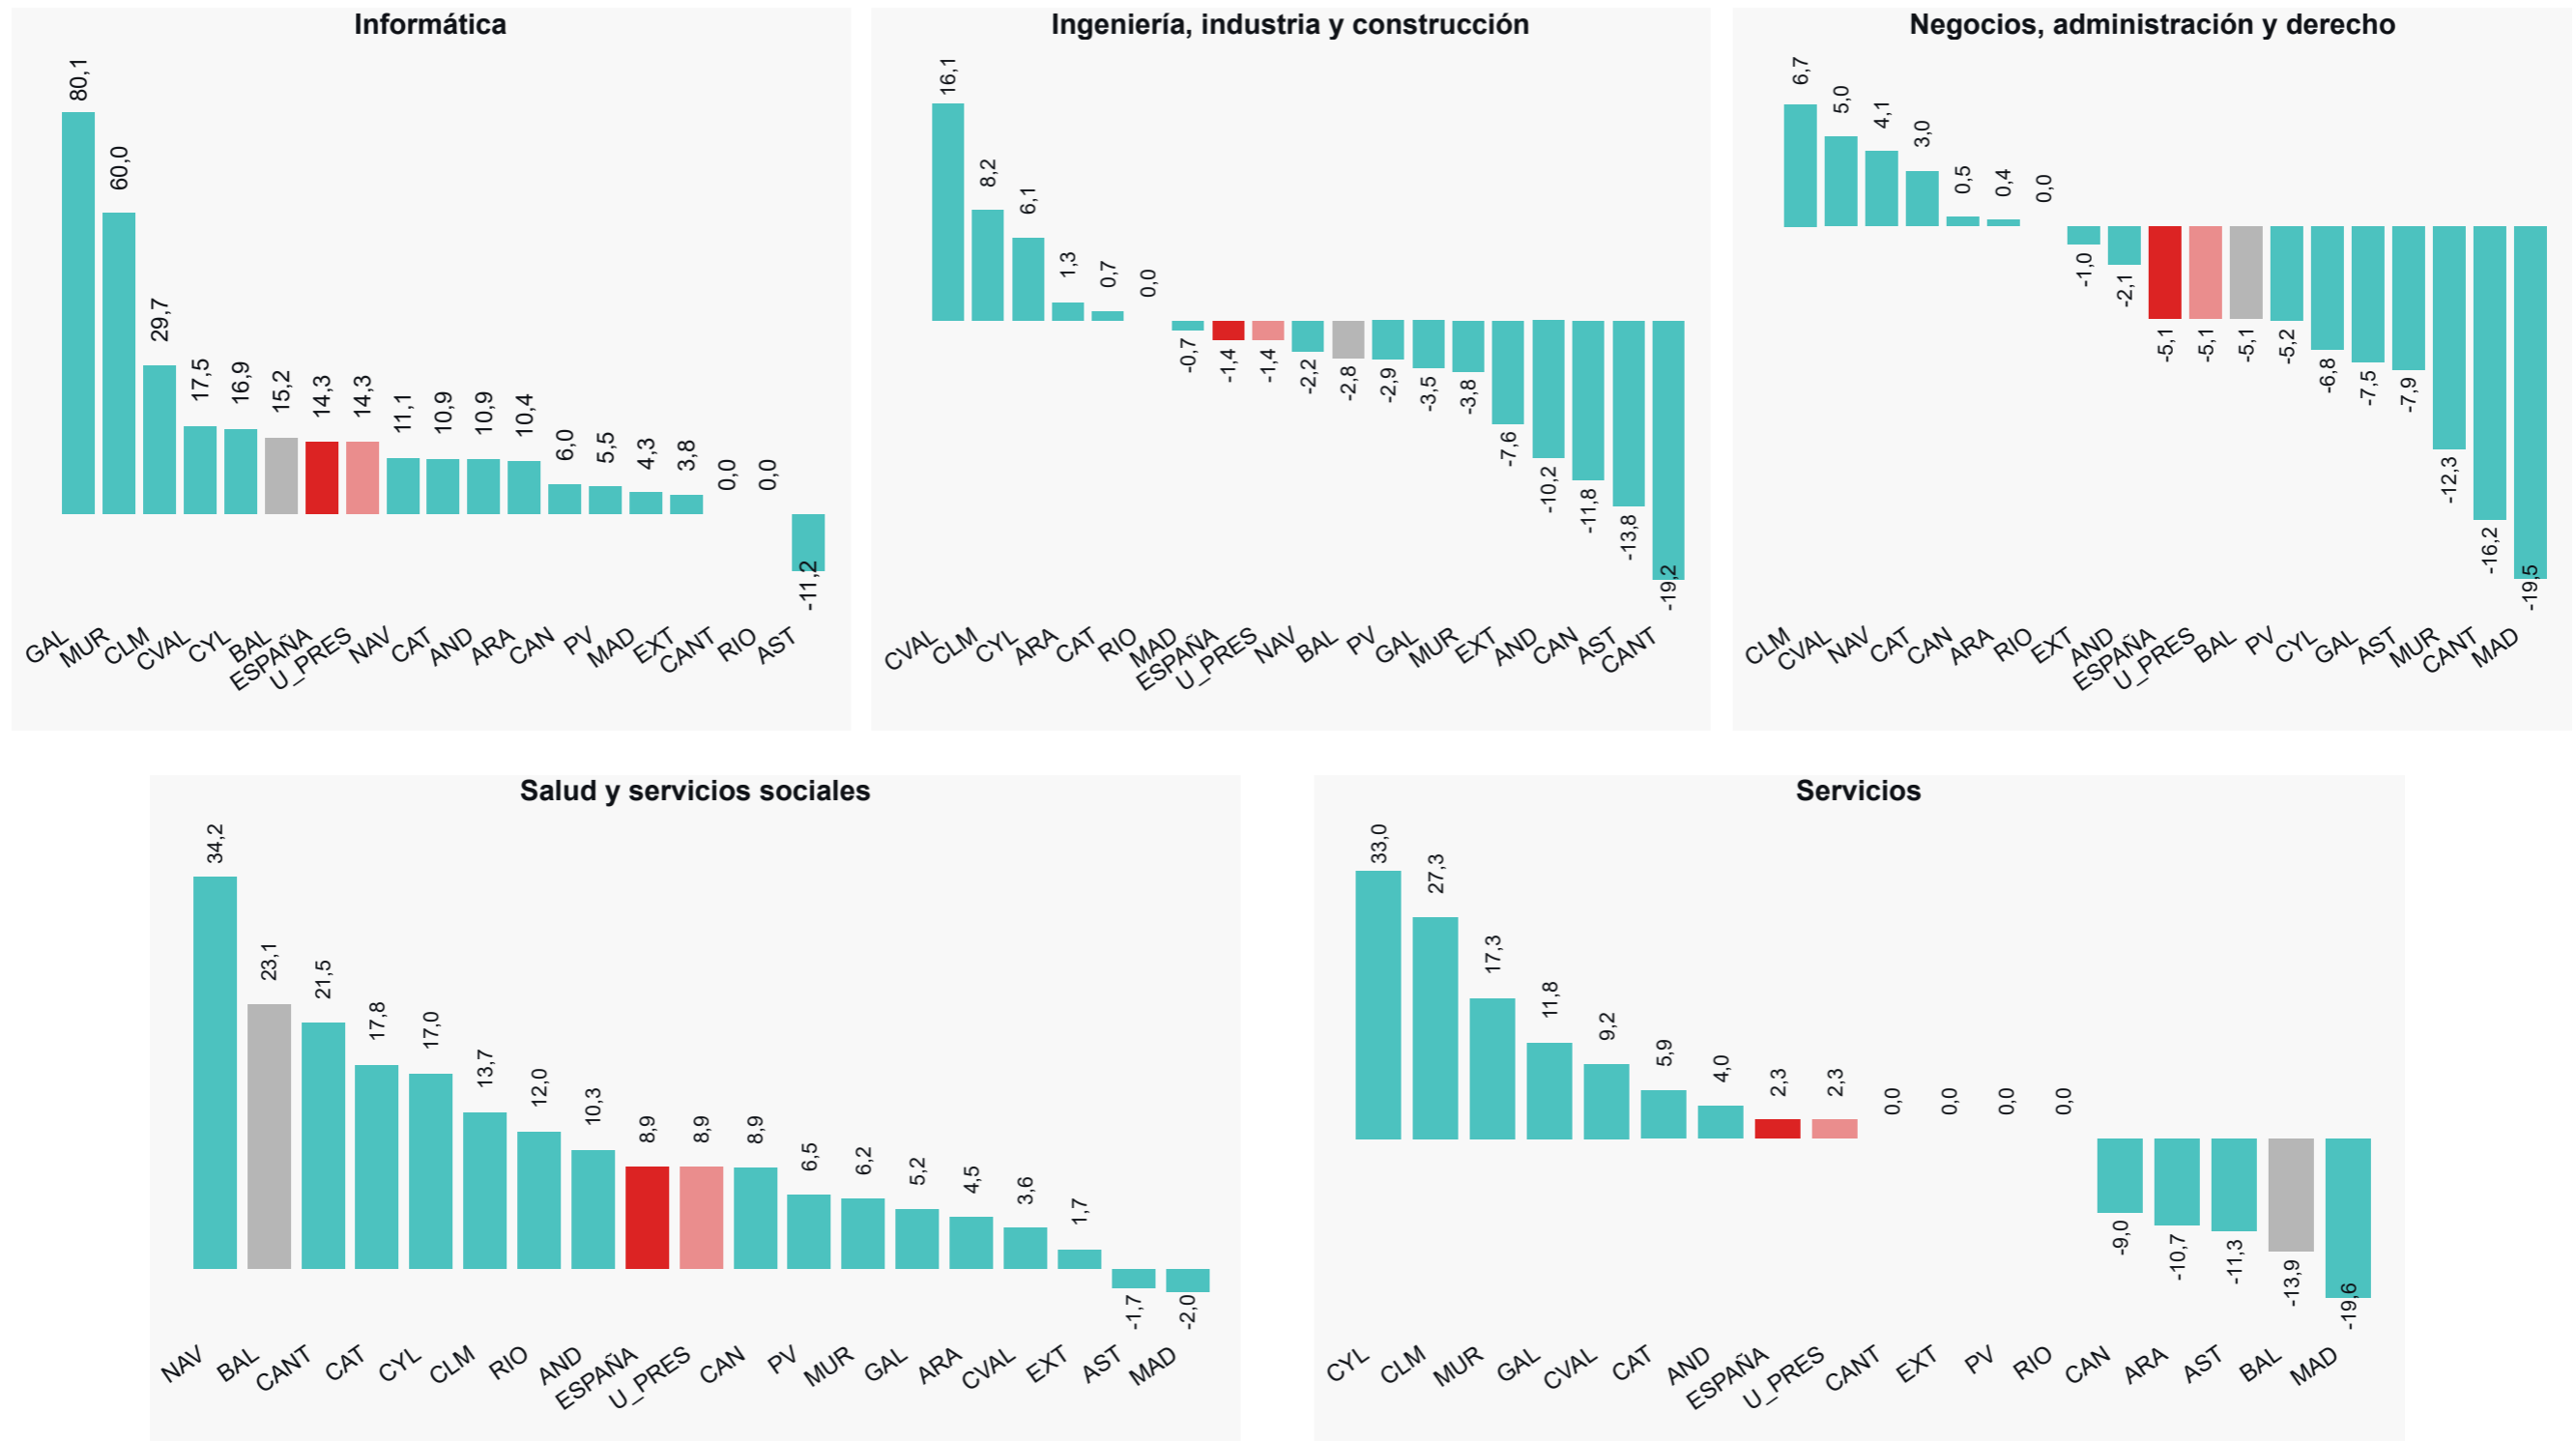 Informática
80,1
60,0
29,7
17,5
16,9
15,2
14,3
14,3
11,1
10,9
10,9
10,4
6,0
5,5
4,3
3,8
0,0
0,0
-11,2
GAL
MUR
CLM
CVAL
CYL
BAL
ESPAÑA
U_PRES
NAV
CAT
AND
ARA
CAN
PV
MAD
EXT
CANT
RIO
AST
Ingeniería, industria y construcción
16,1
8,2
6,1
1,3
0,7
0,0
-0,7
-1,4
-1,4
-2,2
-2,8
-2,9
-3,5
-3,8
-7,6
-10,2
-11,8
-13,8
-19,2
CVAL
CLM
CYL
ARA
CAT
RIO
MAD
ESPAÑA
U_PRES
NAV
BAL
PV
GAL
MUR
EXT
AND
CAN
AST
CANT
Negocios, administración y derecho
6,7
5,0
4,1
3,0
0,5
0,4
0,0
-1,0
-2,1
-5,1
-5,1
-5,1
-5,2
-6,8
-7,5
-7,9
-12,3
-16,2
-19,5
CLM
CVAL
NAV
CAT
CAN
ARA
RIO
EXT
AND
ESPAÑA
U_PRES
BAL
PV
CYL
GAL
AST
MUR
CANT
MAD
Salud y servicios sociales
34,2
23,1
21,5
17,8
17,0
13,7
12,0
10,3
8,9
8,9
8,9
6,5
6,2
5,2
4,5
3,6
1,7
-1,7
-2,0
NAV
BAL
CANT
CAT
CYL
CLM
RIO
AND
ESPAÑA
U_PRES
CAN
PV
MUR
GAL
ARA
CVAL
EXT
AST
MAD
Servicios
33,0
27,3
17,3
11,8
9,2
5,9
4,0
2,3
2,3
0,0
0,0
0,0
0,0
-9,0
-10,7
-11,3
-13,9
-19,6
CYL
CLM
MUR
GAL
CVAL
CAT
AND
ESPAÑA
U_PRES
CANT
EXT
PV
RIO
CAN
ARA
AST
BAL
MAD